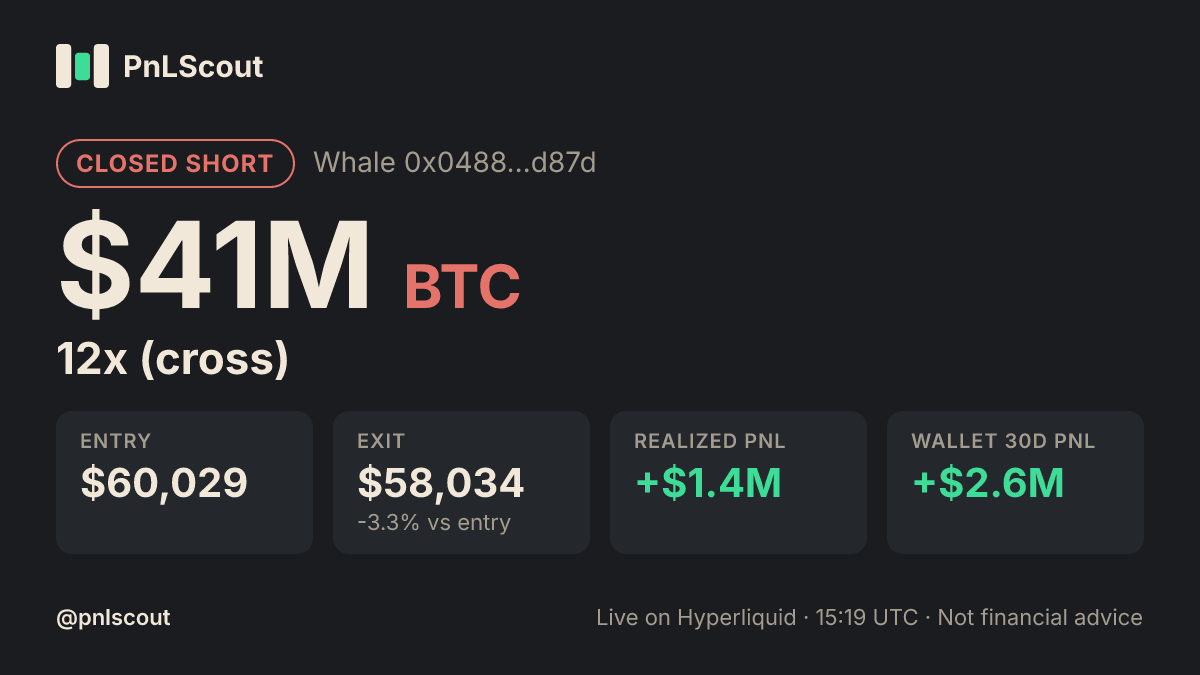 PnLScout
CLOSED SHORT Whale 0x0488...d87d
$41M BTC
12x (cross)
ENTRY
$60,029
EXIT
$58,034
-3.3% vs entry
REALIZED PNL
+$1.4M
WALLET 30D PNL
+$2.6M
@pnlscout
Live on Hyperliquid · 15:19 UTC · Not financial advice